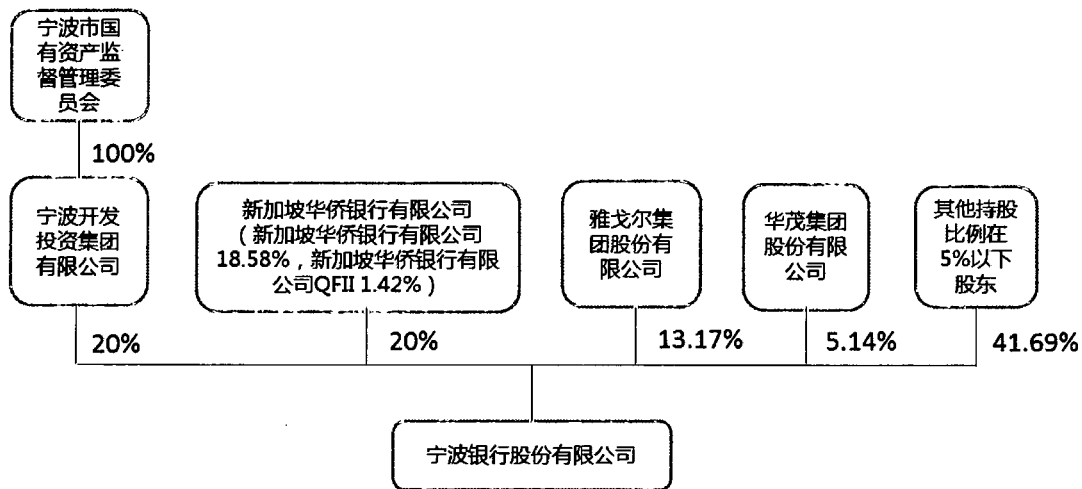 宁波市国
有资产监
督管理委
员会
100%
宁波开发
投资集团
有限公司
新加坡华侨银行有限公司
（新加坡华侨银行有限公司
18.58%，新加坡华侨银行有限
公司QFII 1.42%）
雅戈尔集
团股份有
限公司
华茂集团
股份有限
公司
其他持股
比例在
5%以下
股东
20%
20%
13.17%
5.14%
41.69%
宁波银行股份有限公司